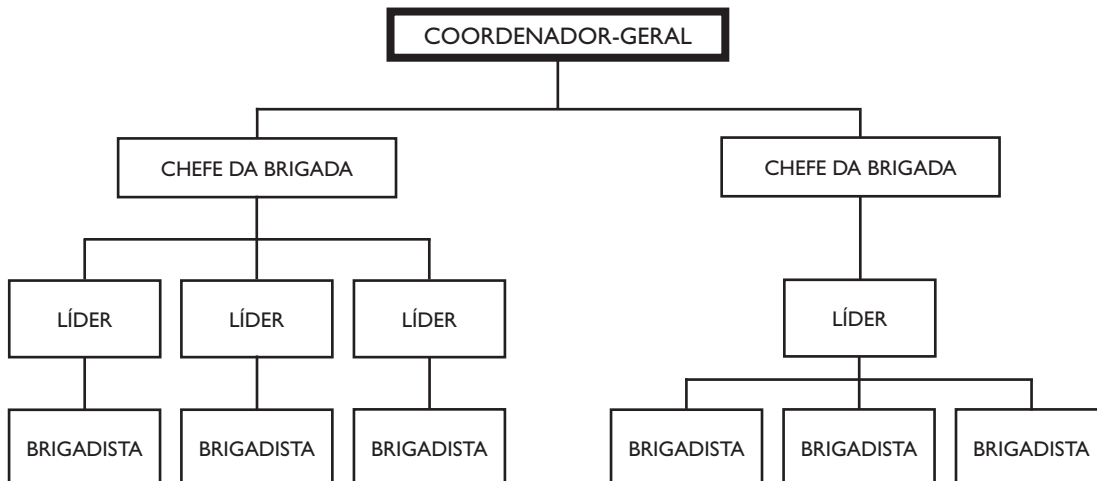 COORDENADOR-GERAL
CHEFE DA BRIGADA
CHEFE DA BRIGADA
LÍDER
LÍDER
LÍDER
LÍDER
BRIGADISTA
BRIGADISTA
BRIGADISTA
BRIGADISTA
BRIGADISTA
BRIGADISTA